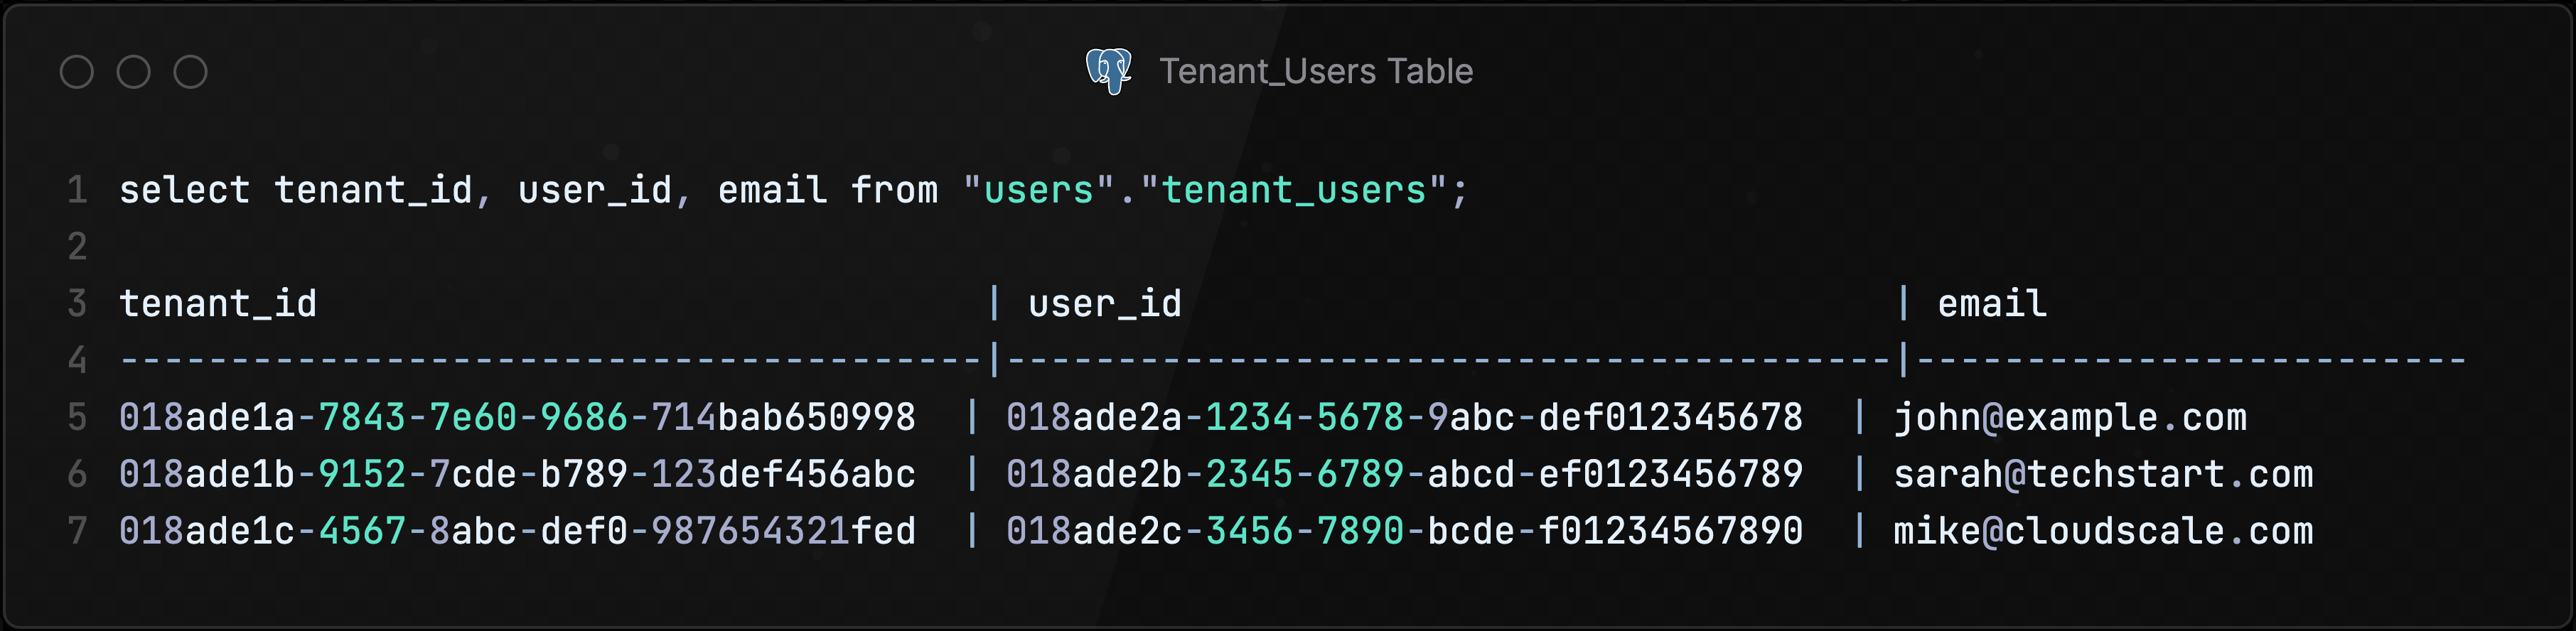 Tenant_Users Table
1 select tenant_id, user_id, email from "users"."tenant_users";
2
3 tenant_id | user_id | email
4 ---------------------------------------|----------------------------------------|-------------------------
5 018ade1a-7843-7e60-9686-714bab650998 | 018ade2a-1234-5678-9abc-def012345678 | john@example.com
6 018ade1b-9152-7cde-b789-123def456abc | 018ade2b-2345-6789-abcd-ef0123456789 | sarah@techstart.com
7 018ade1c-4567-8abc-def0-987654321fed | 018ade2c-3456-7890-bcde-f01234567890 | mike@cloudscale.com